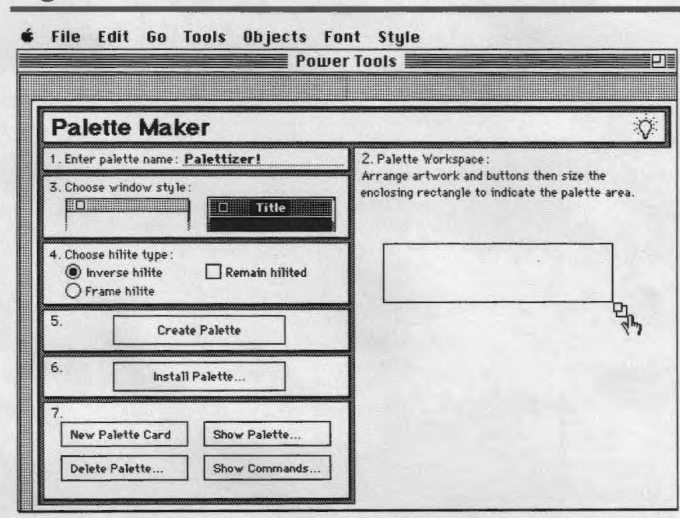 File Edit Go Tools Objects Font Style
Power Tools
Palette Maker
1. Enter palette name: Palettizer!
2. Palette Workspace:
Arrange artwork and buttons then size the
enclosing rectangle to indicate the palette area.
3. Choose window style:
Title
4. Choose hilite type:
Inverse hilite
Remain hilited
Frame hilite
5.
Create Palette
6.
Install Palette...
7.
New Palette Card
Show Palette...
Delete Palette...
Show Commands...